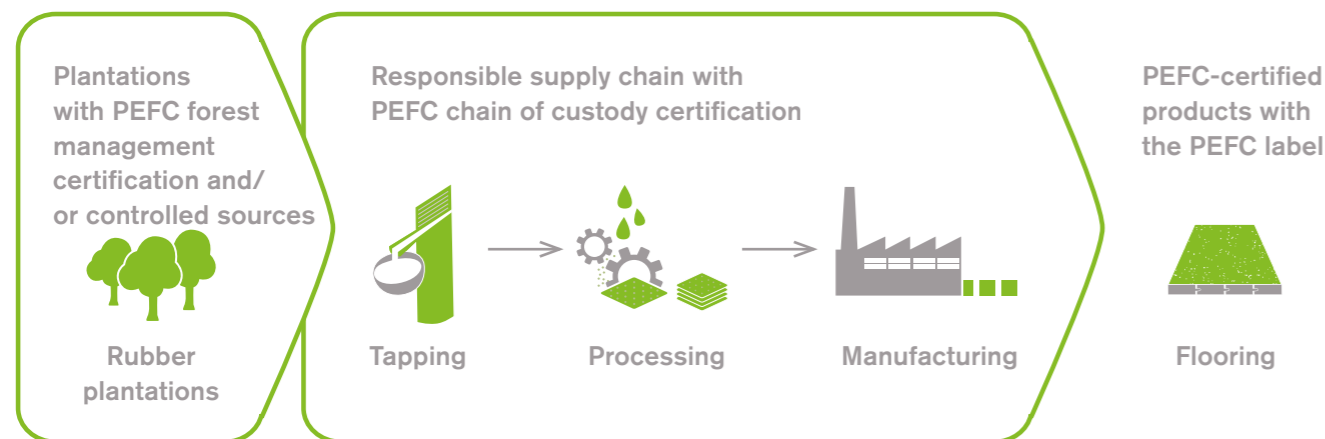 Plantations
with PEFC forest
management
certification and/
or controlled sources
Rubber
plantations
Responsible supply chain with
PEFC chain of custody certification
Tapping
Processing
Manufacturing
PEFC-certified
products with
the PEFC label
Flooring